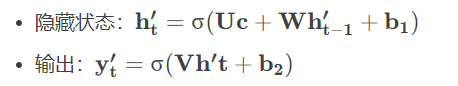 • 隐藏状态：h′ₜ = σ(Uc + Wh′ₜ₋₁ + b₁)
• 输出：y′ₜ = σ(Vh′t + b₂)